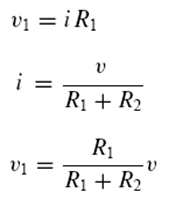 v₁ = i R₁
i = v / (R₁ + R₂)
v₁ = R₁ / (R₁ + R₂) v